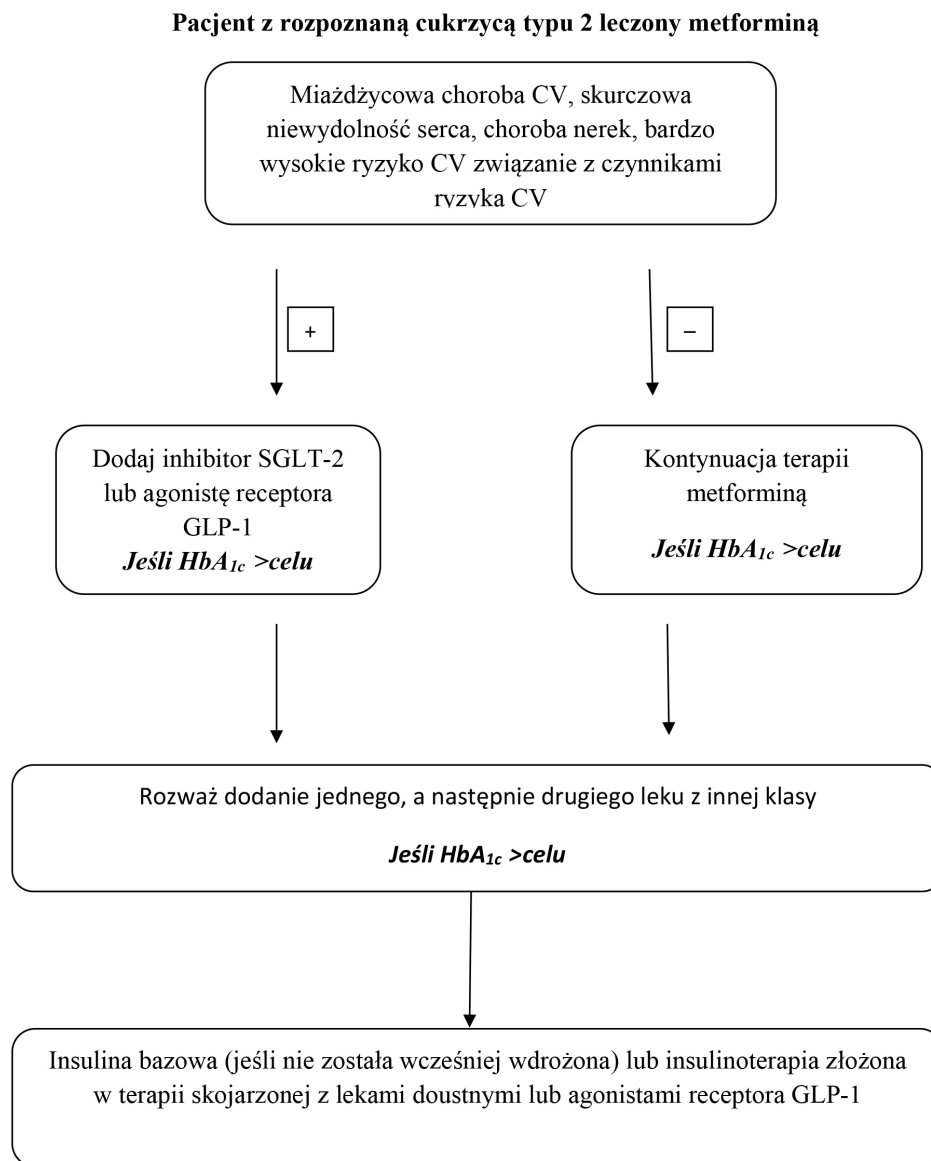 Pacjent z rozpoznaną cukrzycą typu 2 leczony metforminą
Miażdżycowa choroba CV, skurczowa
niewydolność serca, choroba nerek, bardzo
wysokie ryzyko CV związanie z czynnikami
ryzyka CV
+
–
Dodaj inhibitor SGLT-2
lub agonistę receptora
GLP-1
Jeśli HbA1c >celu
Kontynuacja terapii
metforminą
Jeśli HbA1c >celu
Rozważ dodanie jednego, a następnie drugiego leku z innej klasy
Jeśli HbA1c >celu
Insulina bazowa (jeśli nie została wcześniej wdrożona) lub insulinoterapia złożona
w terapii skojarzonej z lekami doustnymi lub agonistami receptora GLP-1